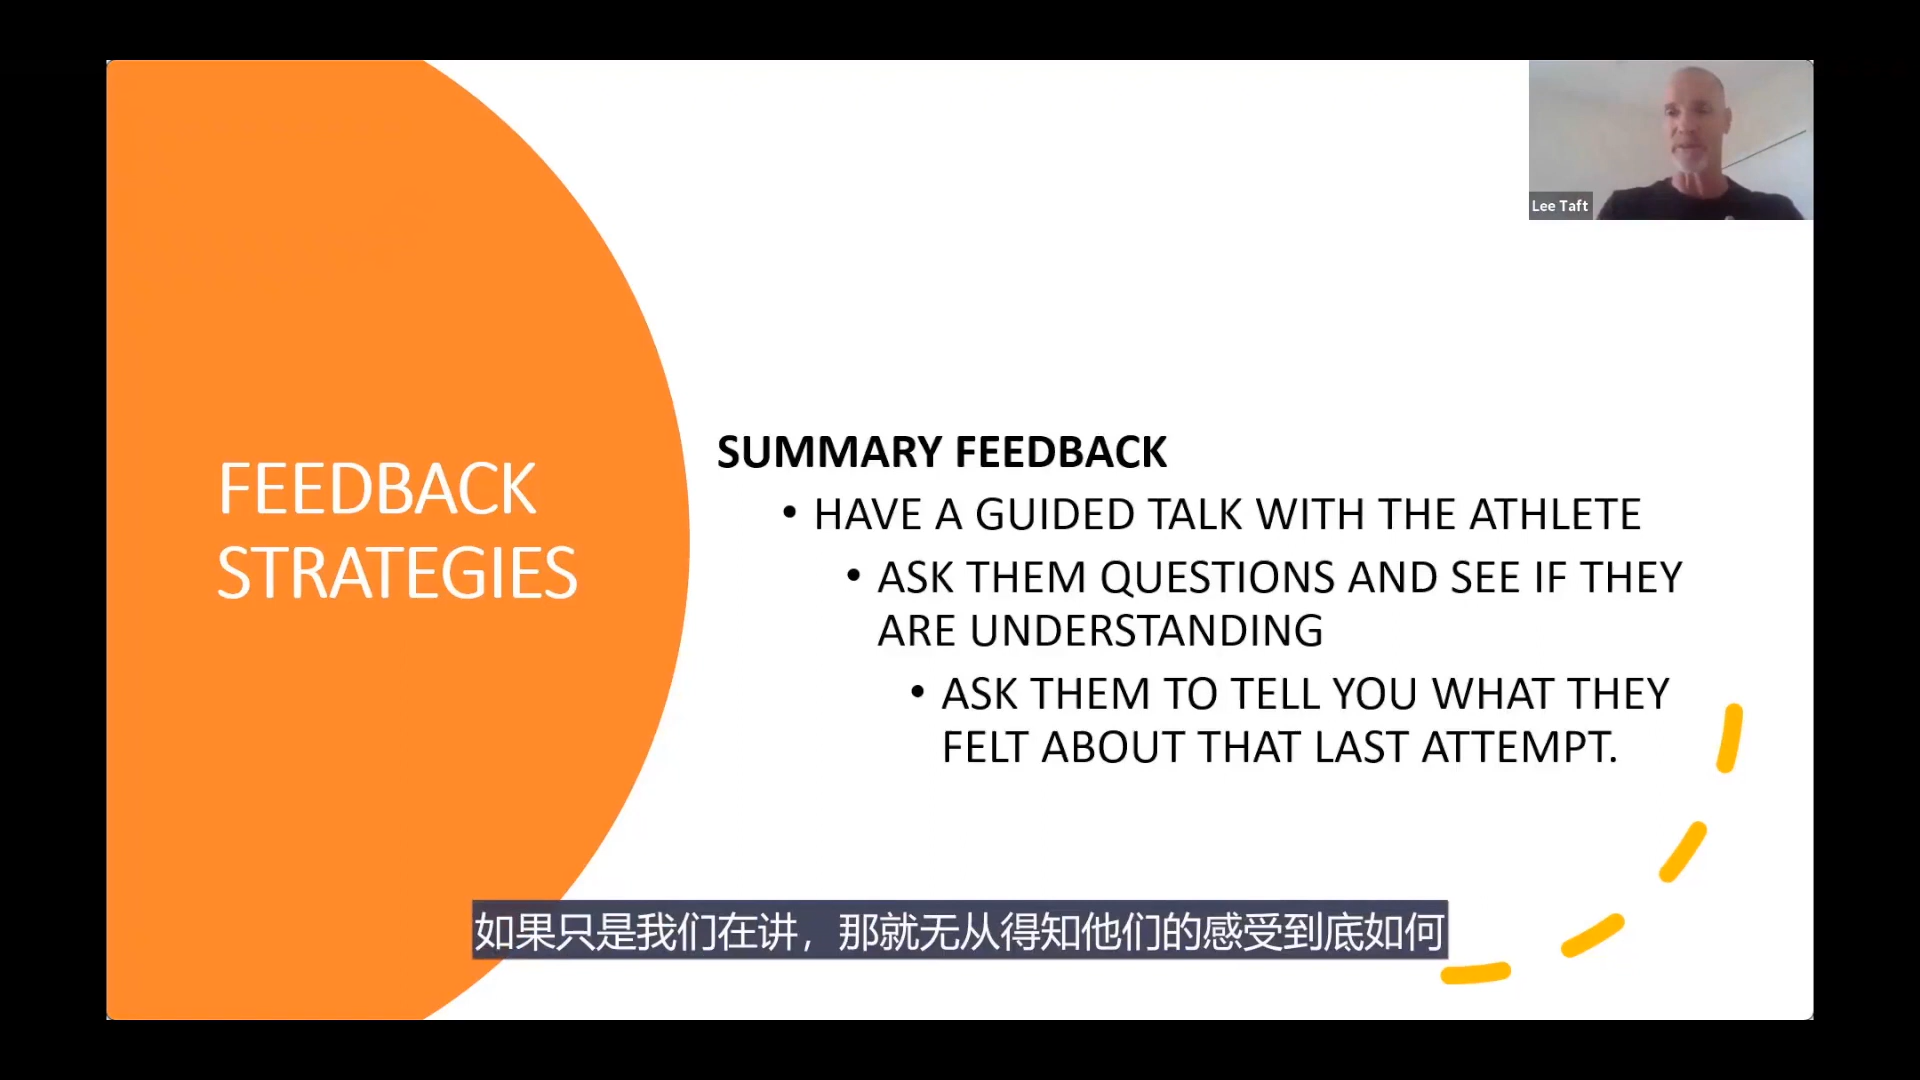 Lee Taft
FEEDBACK
STRATEGIES
SUMMARY FEEDBACK
• HAVE A GUIDED TALK WITH THE ATHLETE
• ASK THEM QUESTIONS AND SEE IF THEY
ARE UNDERSTANDING
• ASK THEM TO TELL YOU WHAT THEY
FELT ABOUT THAT LAST ATTEMPT.
如果只是我们在讲，那就无从得知他们的感受到底如何